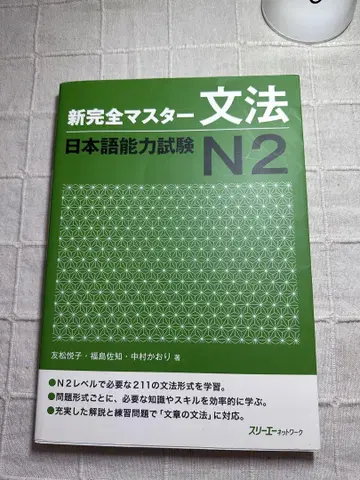 新完全マスター 文法
日本語能力試験 N2
友松悦子・福島佐知・中村かおり 著
●N2レベルで必要な211の文法形式を学習。
●問題形式ごとに、必要な知識やスキルを効率的に学ぶ。
●充実した解説と練習問題で「文章の文法」に対応。
スリーエーネットワーク